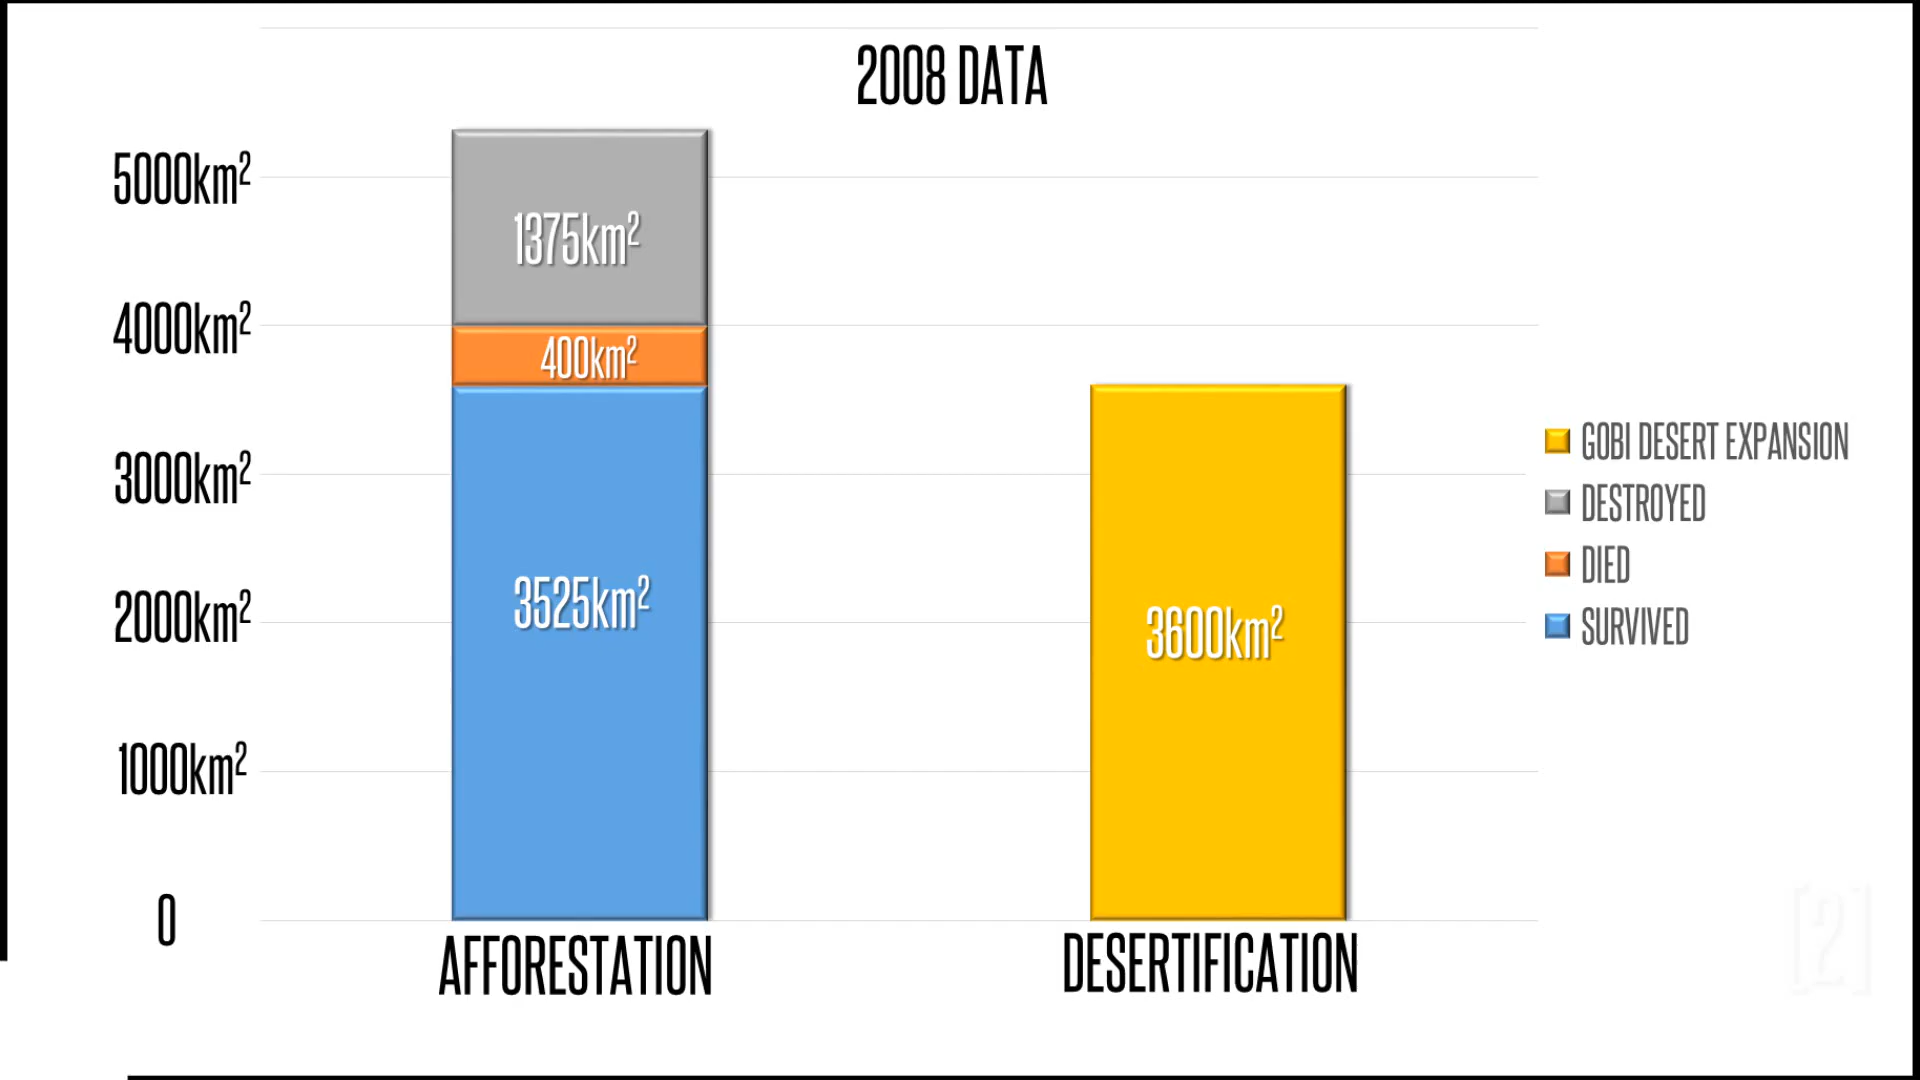 2008 DATA
5000km²
4000km²
3000km²
2000km²
1000km²
0
1375km²
400km²
3525km²
3600km²
AFFORESTATION
DESERTIFICATION
GOBI DESERT EXPANSION
DESTROYED
DIED
SURVIVED
[2]